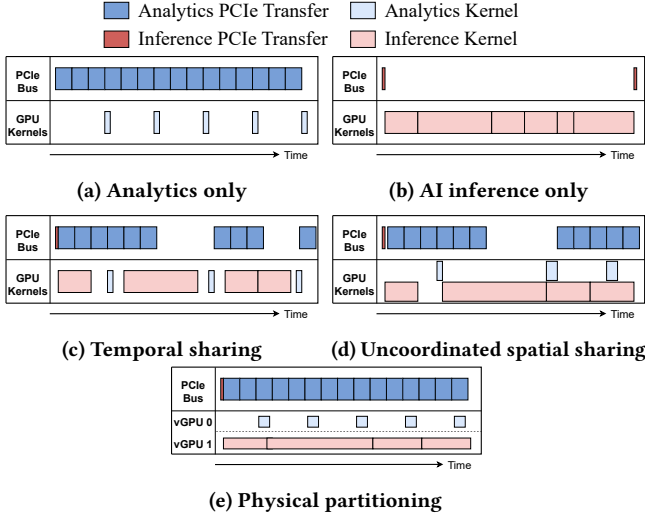 Analytics PCIe Transfer Analytics Kernel
Inference PCIe Transfer Inference Kernel
PCIe
Bus
GPU
Kernels
Time
(a) Analytics only
PCIe
Bus
GPU
Kernels
Time
(b) AI inference only
PCIe
Bus
GPU
Kernels
Time
(c) Temporal sharing
PCIe
Bus
GPU
Kernels
Time
(d) Uncoordinated spatial sharing
PCIe
Bus
vGPU 0
vGPU 1
Time
(e) Physical partitioning